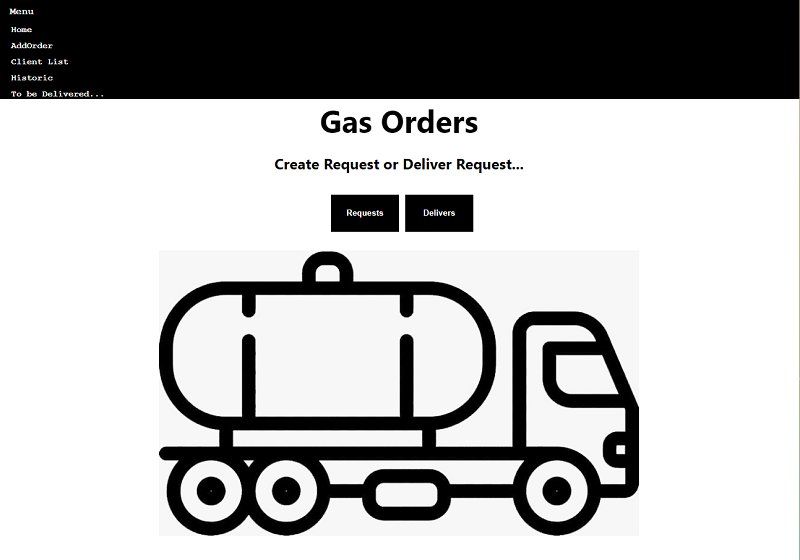 Menu
Home
AddOrder
Client List
Historic
To be Delivered...
Gas Orders
Create Request or Deliver Request...
Requests Delivers